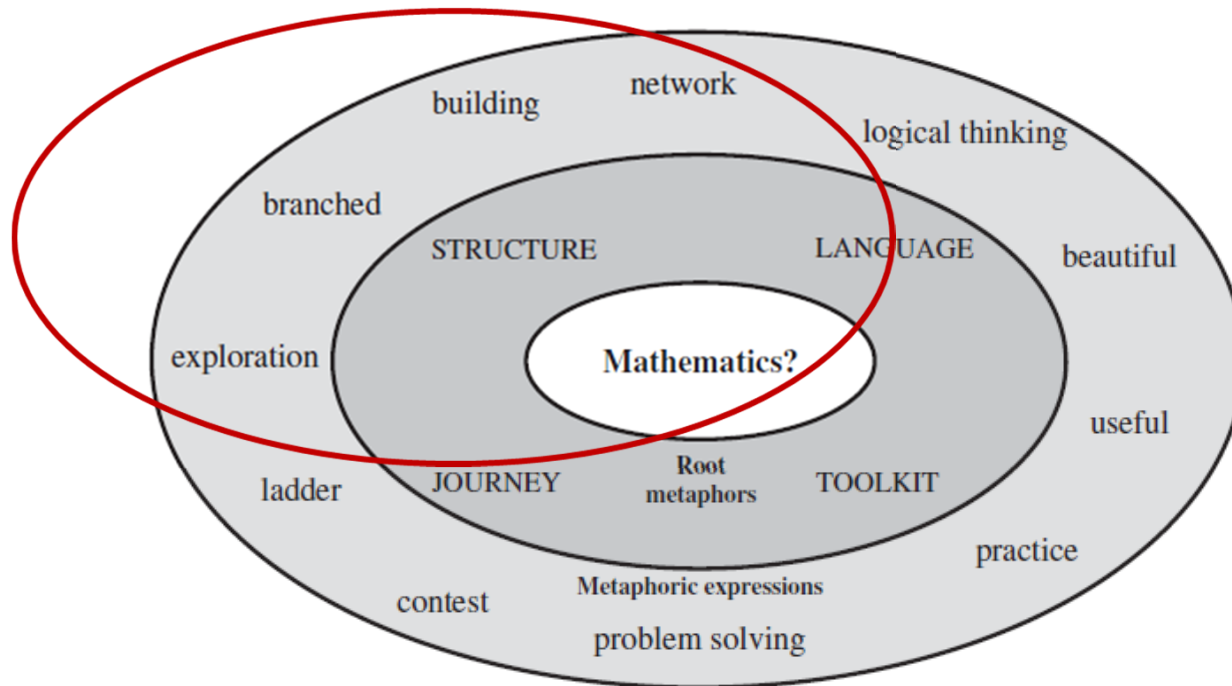 network
building
logical thinking
branched
STRUCTURE
LANGUAGE
beautiful
exploration
Mathematics?
useful
Root
metaphors
ladder
JOURNEY
TOOLKIT
practice
Metaphoric expressions
contest
problem solving